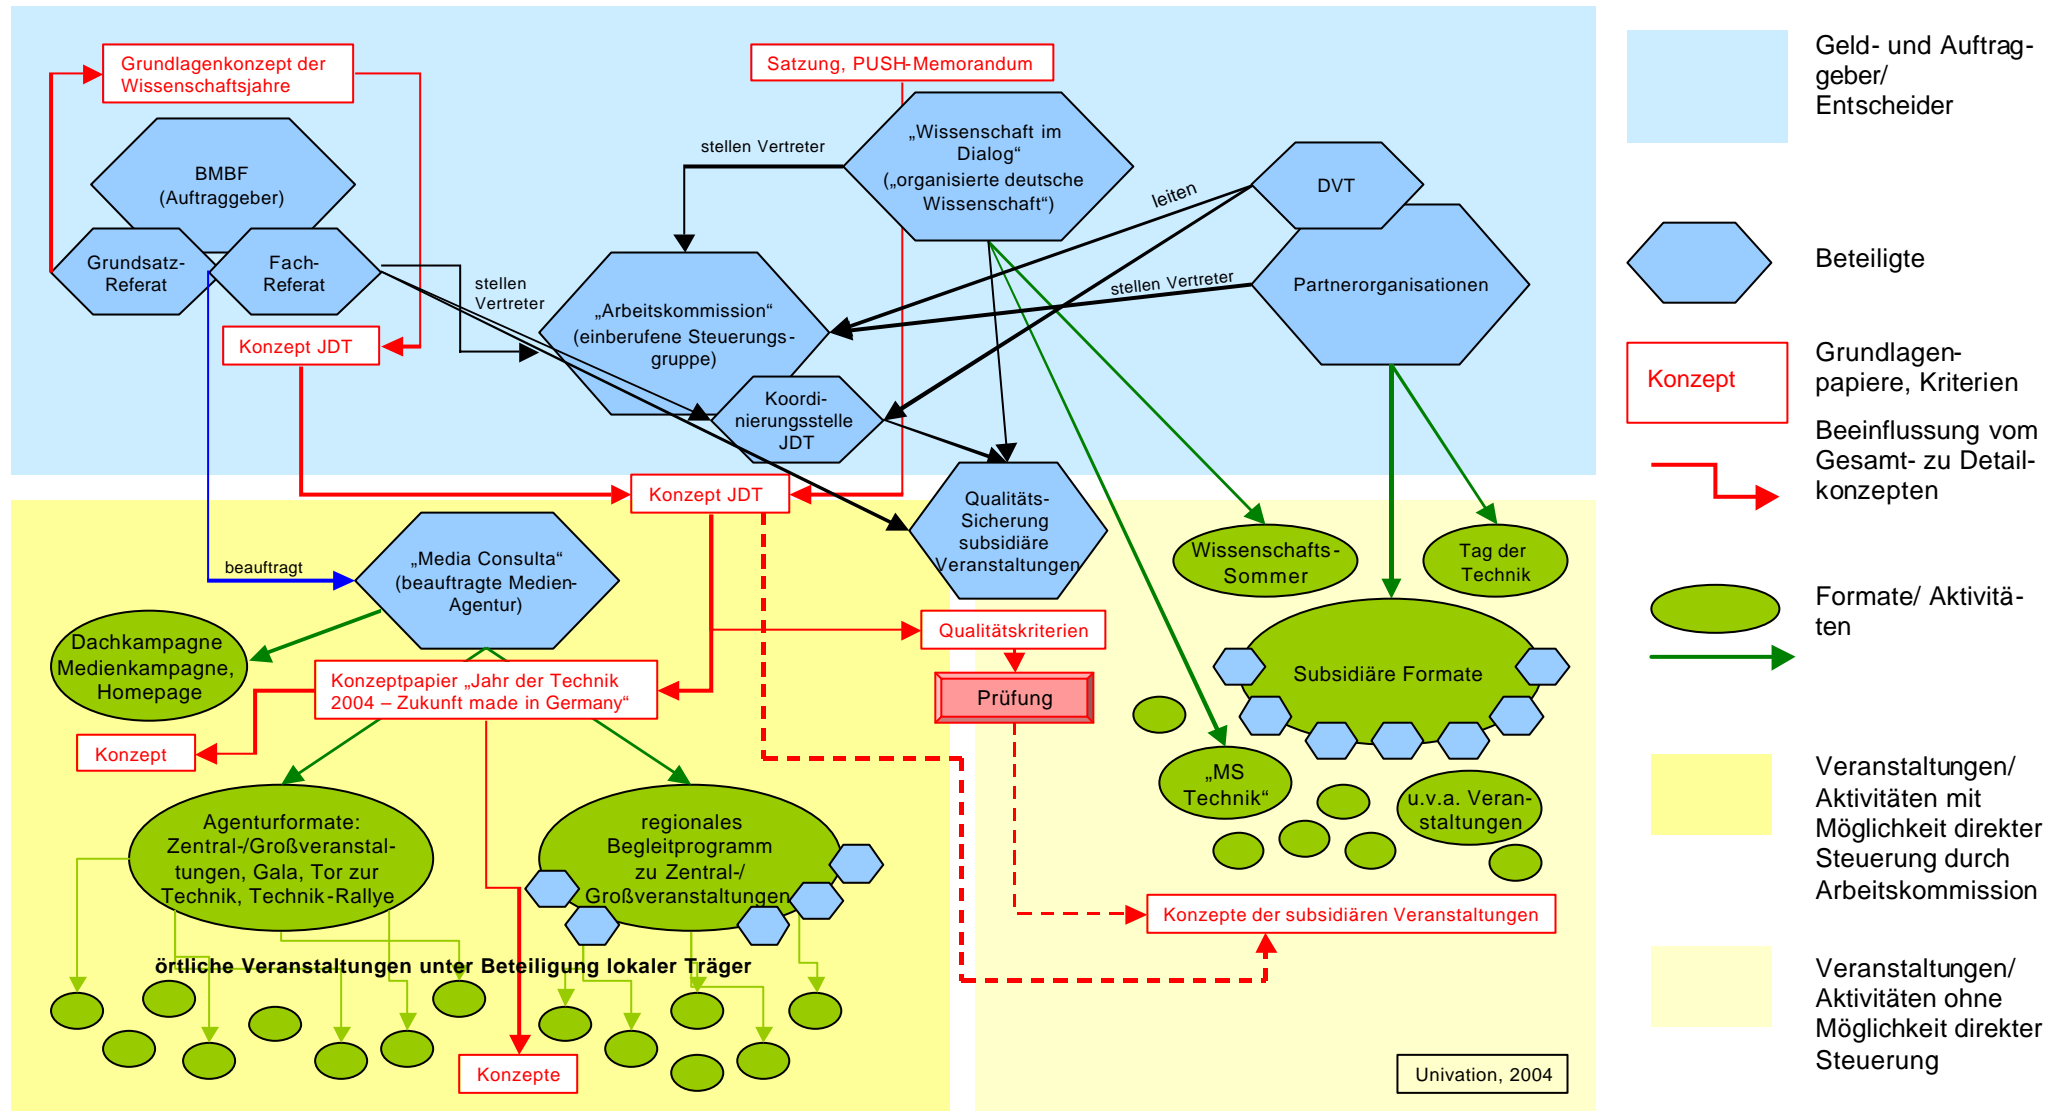 Grundlagenkonzept der
Wissenschaftsjahre
Satzung, PUSH-Memorandum
BMBF
(Auftraggeber)
Grundsatz-
Referat
Fach-
Referat
stellen Vertreter
„Wissenschaft im
Dialog“
(„organisierte deutsche
Wissenschaft“)
leiten
DVT
Partnerorganisationen
stellen Vertreter
stellen
Vertreter
„Arbeitskommission“
(einberufene Steuerungs-
gruppe)
Konzept JDT
Koordi-
nierungsstelle
JDT
Konzept JDT
Qualitäts-
Sicherung
subsidiäre
Veranstaltungen
beauftragt
„Media Consulta“
(beauftragte Medien-
Agentur)
Wissenschafts-
Sommer
Tag der
Technik
Dachkampagne
Medienkampagne,
Homepage
Qualitätskriterien
Konzeptpapier „Jahr der Technik
2004 – Zukunft made in Germany“
Prüfung
Subsidiäre Formate
Konzept
„MS
Technik“
u.v.a. Veran-
staltungen
Agenturformate:
Zentral-/Großveranstal-
tungen, Gala, Tor zur
Technik, Technik-Rallye
regionales
Begleitprogramm
zu Zentral-/
Großveranstaltungen
Konzepte der subsidiären Veranstaltungen
örtliche Veranstaltungen unter Beteiligung lokaler Träger
Konzepte
Univation, 2004
Geld- und Auftrag-
geber/
Entscheider
Beteiligte
Konzept
Grundlagen-
papiere, Kriterien
Beeinflussung vom
Gesamt- zu Detail-
konzepten
Formate/ Aktivitä-
ten
Veranstaltungen/
Aktivitäten mit
Möglichkeit direkter
Steuerung durch
Arbeitskommission
Veranstaltungen/
Aktivitäten ohne
Möglichkeit direkter
Steuerung